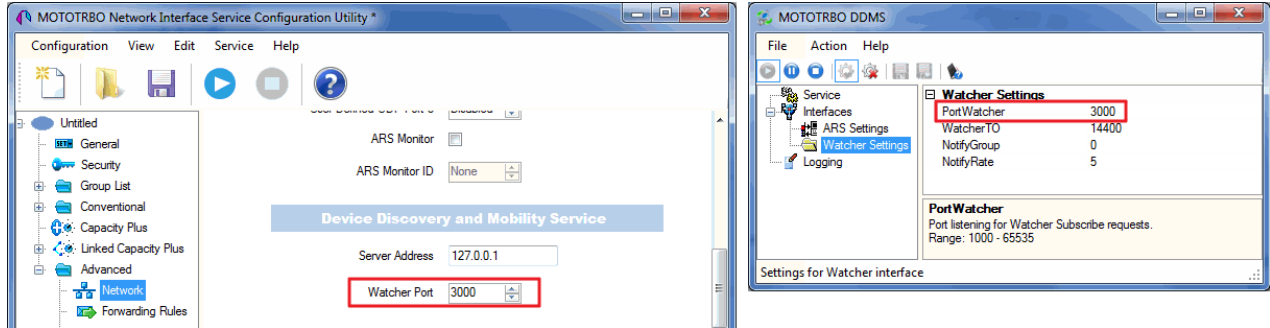 MOTOTRBO Network Interface Service Configuration Utility *
Configuration View Edit Service Help
Untitled
General
Security
Group List
Conventional
Capacity Plus
Linked Capacity Plus
Advanced
Network
Forwarding Rules
ARS Monitor
ARS Monitor ID None
Device Discovery and Mobility Service
Server Address 127.0.0.1
Watcher Port 3000
MOTOTRBO DDMS
File Action Help
Service
Interfaces
ARS Settings
Watcher Settings
Logging
Watcher Settings
PortWatcher 3000
WatcherTO 14400
NotifyGroup 0
NotifyRate 5
PortWatcher
Port listening for Watcher Subscribe requests.
Range: 1000 - 65535
Settings for Watcher interface